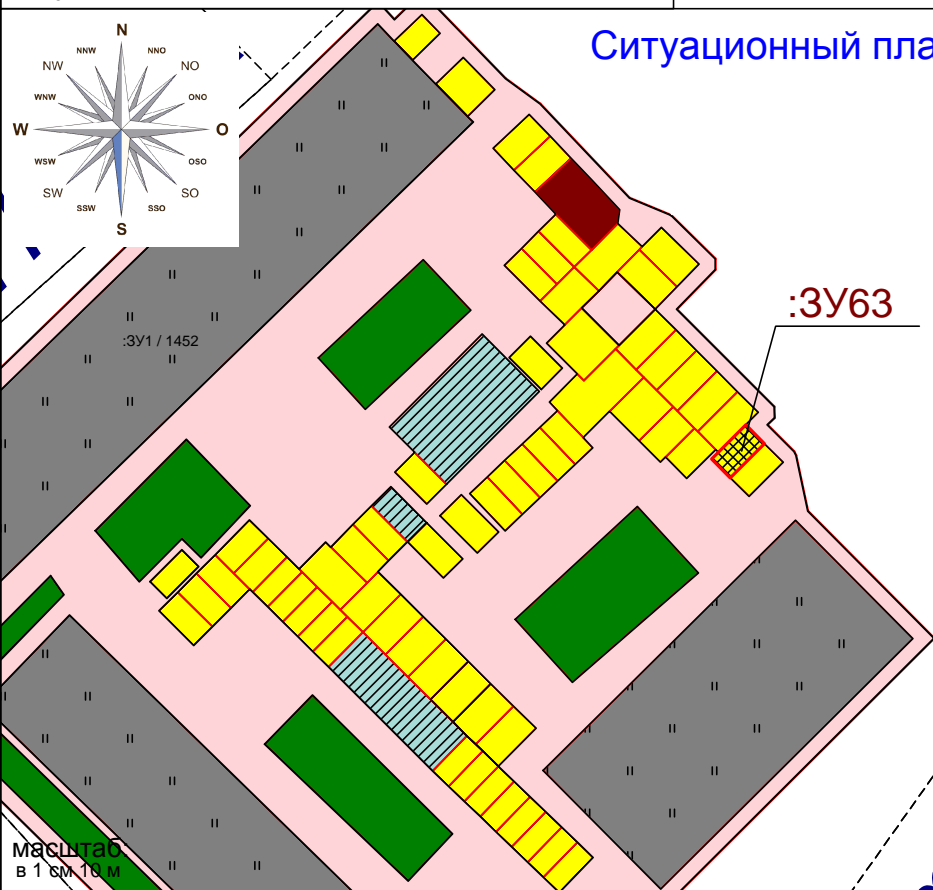 Ситуационный пла
N
NNW
NNO
NW
NO
WNW
ONO
W
O
WSW
OSO
SW
SO
SSW
SSO
S
:ЗУ63
:ЗУ1 / 1452
масштаб:
в 1 см 10 м